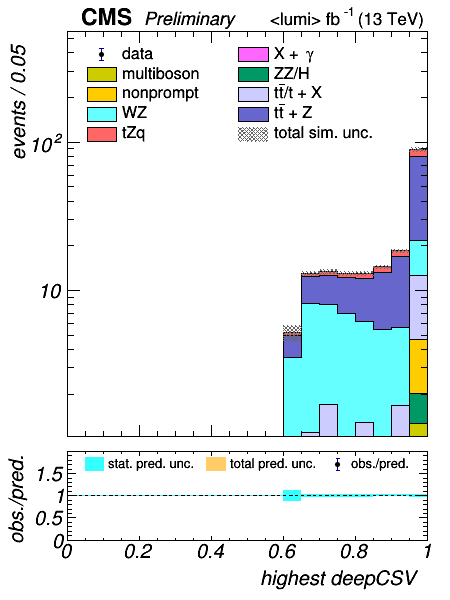 CMS Preliminary <lumi> fb⁻¹ (13 TeV)
events / 0.05
data
multiboson
nonprompt
WZ
tZq
X + γ
ZZ/H
tt̄/t + X
tt̄ + Z
total sim. unc.
10²
10
obs./pred.
stat. pred. unc. total pred. unc. obs./pred.
1.5
1
0.5
0
0 0.2 0.4 0.6 0.8 1
highest deepCSV